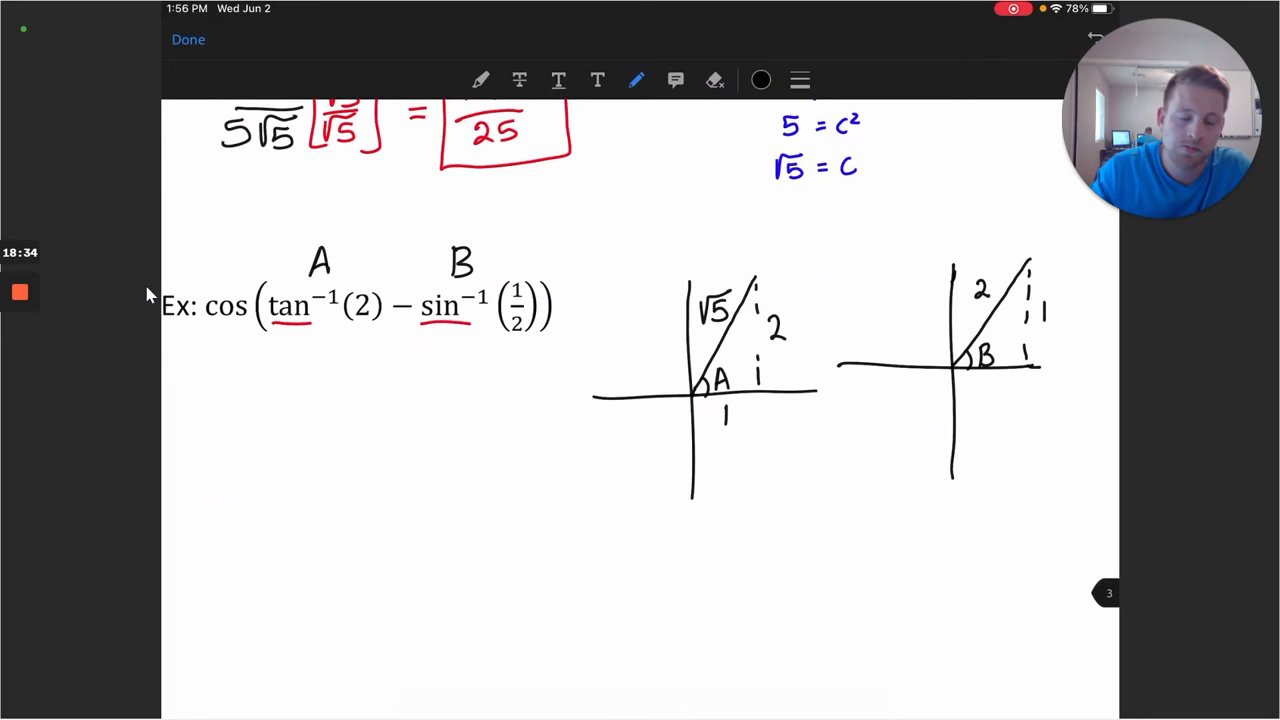 1:56 PM Wed Jun 2
78%
Done
5√5 [√5/√5] = /25
5 = c²
√5 = c
18:34
A B
Ex: cos (tan⁻¹(2) − sin⁻¹ (1/2))
√5
2
A
1
2
1
B
3